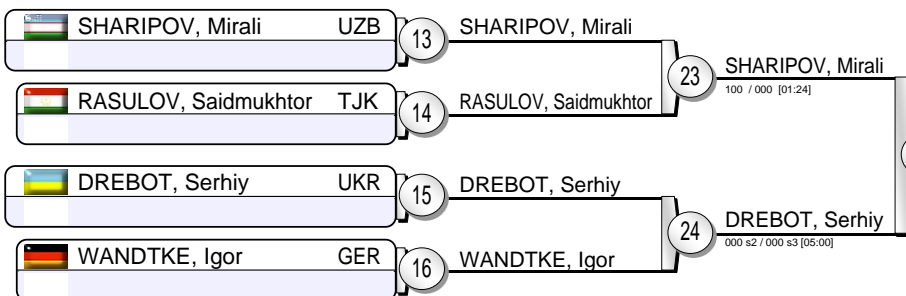 SHARIPOV, Mirali UZB
13
SHARIPOV, Mirali
RASULOV, Saidmukhtor TJK
14
RASULOV, Saidmukhtor
23
SHARIPOV, Mirali
100 / 000 [01:24]
DREBOT, Serhiy UKR
15
DREBOT, Serhiy
WANDTKE, Igor GER
16
WANDTKE, Igor
24
DREBOT, Serhiy
000 s2 / 000 s3 [05:00]